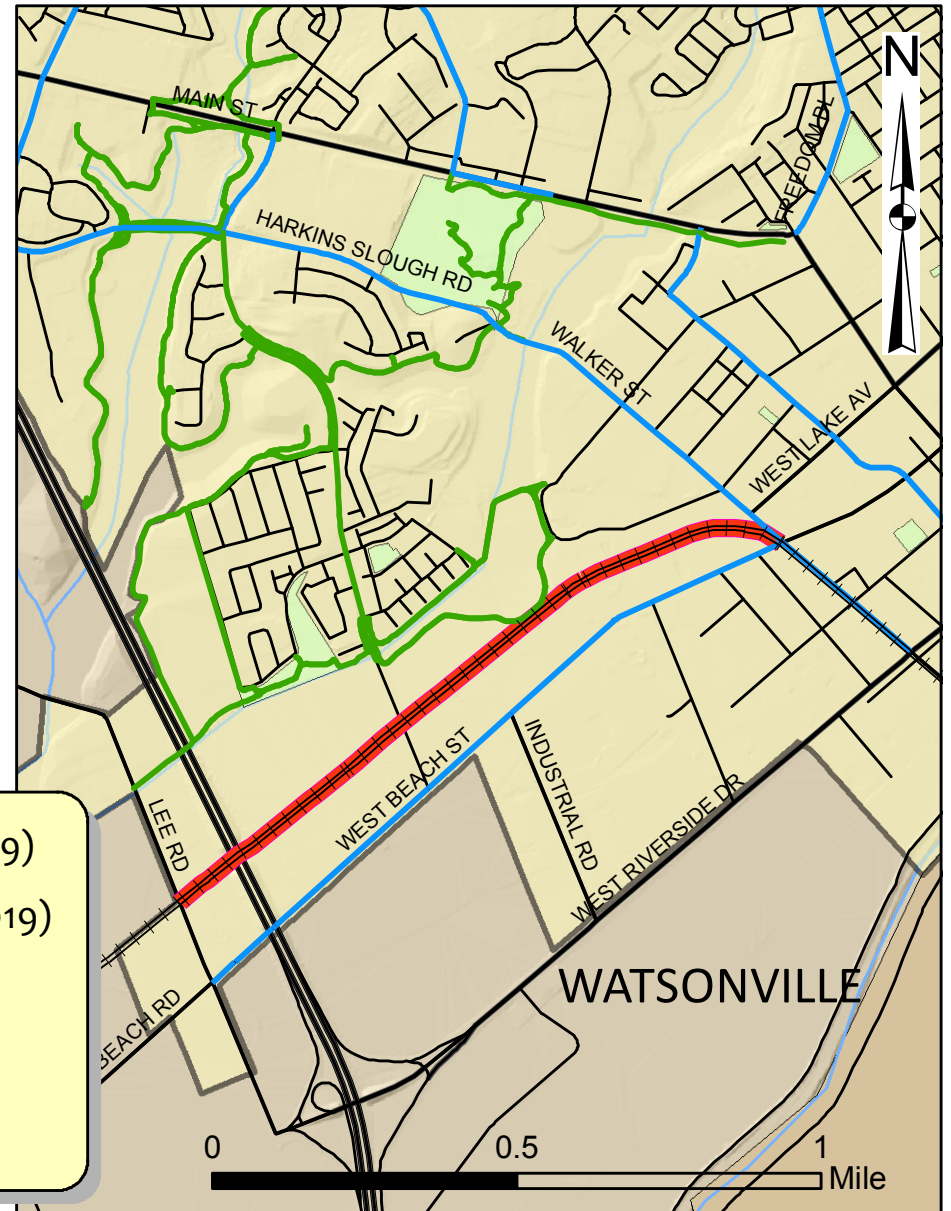 N
MAIN ST
FREEDOM BL
HARKINS SLOUGH RD
WALKER ST
WEST LAKE AV
LEE RD
WEST BEACH ST
INDUSTRIAL RD
WEST RIVERSIDE DR
9)
19)
WATSONVILLE
BEACH RD
0 0.5 1
Mile